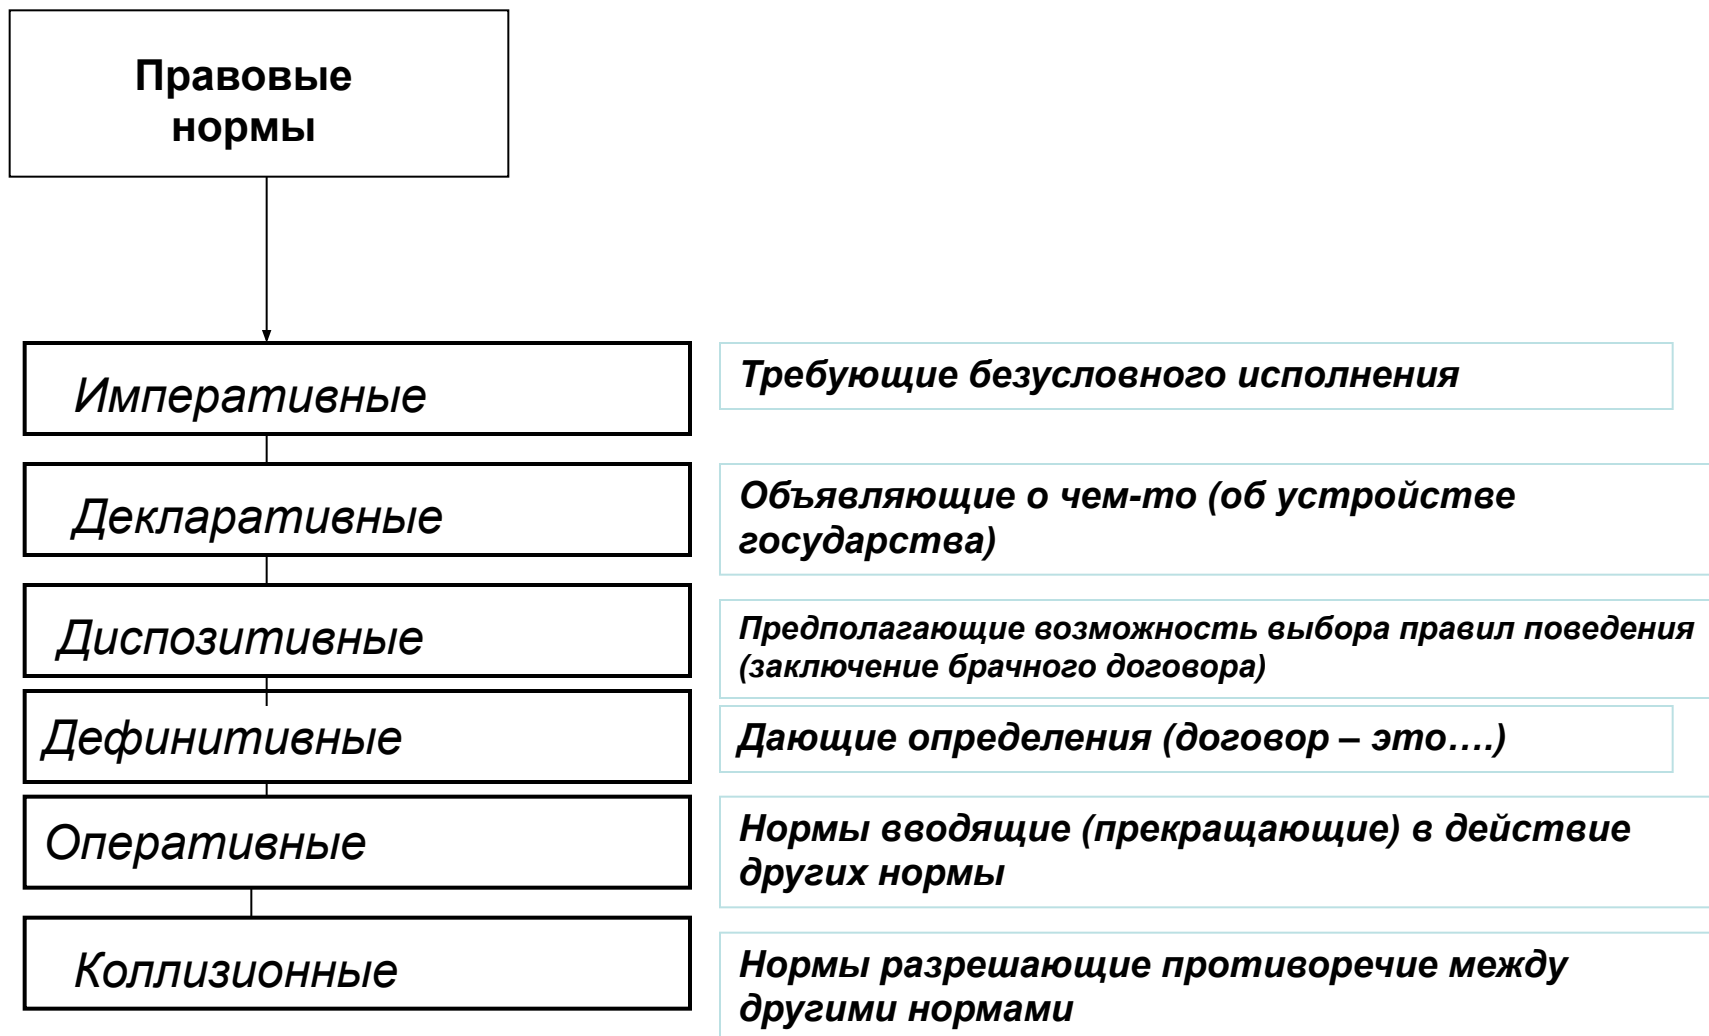 Правовые
нормы
Императивные
Требующие безусловного исполнения
Декларативные
Объявляющие о чем-то (об устройстве
государства)
Диспозитивные
Предполагающие возможность выбора правил поведения
(заключение брачного договора)
Дефинитивные
Дающие определения (договор – это….)
Оперативные
Нормы вводящие (прекращающие) в действие
других нормы
Коллизионные
Нормы разрешающие противоречие между
другими нормами